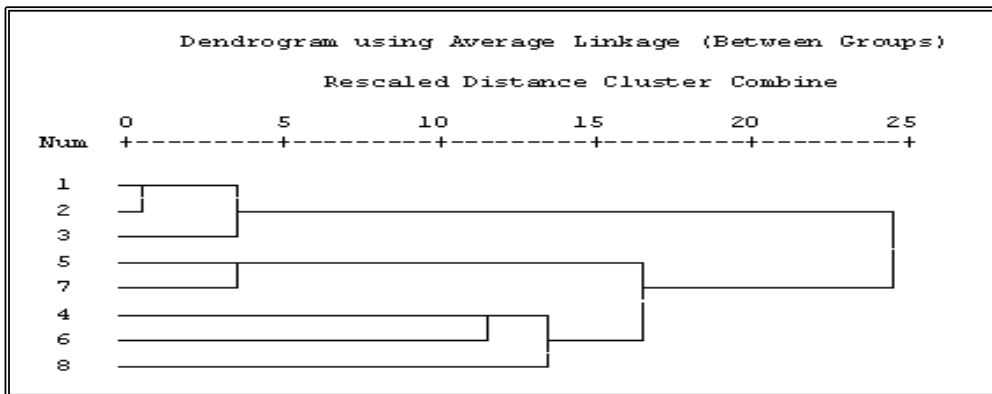 Dendrogram using Average Linkage (Between Groups)
Rescaled Distance Cluster Combine
0 5 10 15 20 25
Num +---------+---------+---------+---------+---------+
1
2
3
5
7
4
6
8